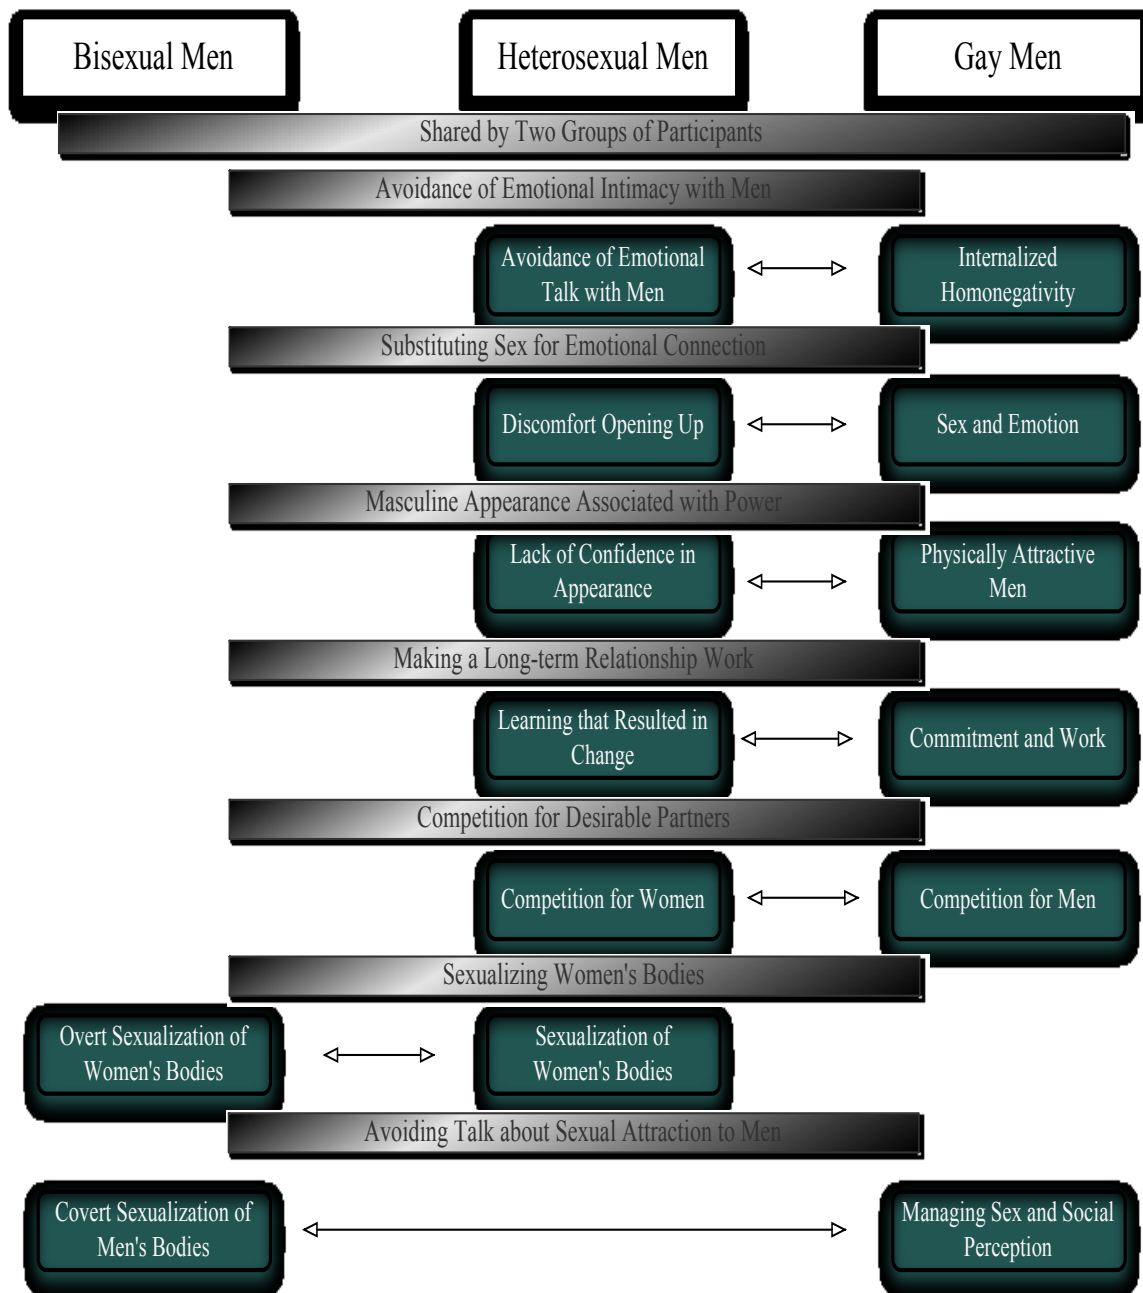 Bisexual Men
Heterosexual Men
Gay Men
Shared by Two Groups of Participants
Avoidance of Emotional Intimacy with Men
Avoidance of Emotional
Talk with Men
Internalized
Homonegativity
Substituting Sex for Emotional Connection
Discomfort Opening Up
Sex and Emotion
Masculine Appearance Associated with Power
Lack of Confidence in
Appearance
Physically Attractive
Men
Making a Long-term Relationship Work
Learning that Resulted in
Change
Commitment and Work
Competition for Desirable Partners
Competition for Women
Competition for Men
Sexualizing Women's Bodies
Overt Sexualization of
Women's Bodies
Sexualization of
Women's Bodies
Avoiding Talk about Sexual Attraction to Men
Covert Sexualization of
Men's Bodies
Managing Sex and Social
Perception